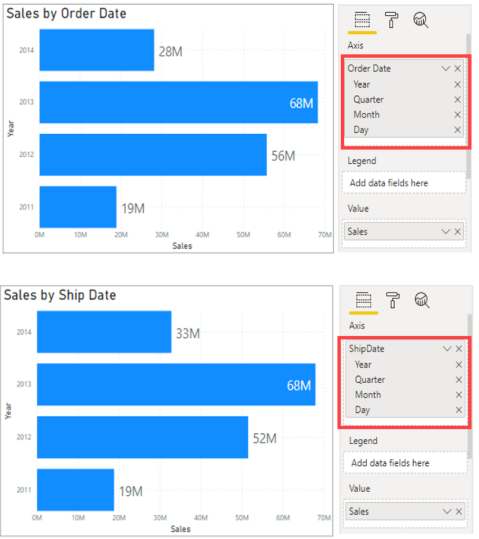 Sales by Order Date
2014
28M
2013
68M
2012
56M
2011
19M
Year
0M 10M 20M 30M 40M 50M 60M 70M
Sales
Axis
Order Date
Year
Quarter
Month
Day
Legend
Add data fields here
Value
Sales
Sales by Ship Date
2014
33M
2013
68M
2012
52M
2011
19M
Year
0M 10M 20M 30M 40M 50M 60M 70M
Sales
Axis
ShipDate
Year
Quarter
Month
Day
Legend
Add data fields here
Value
Sales